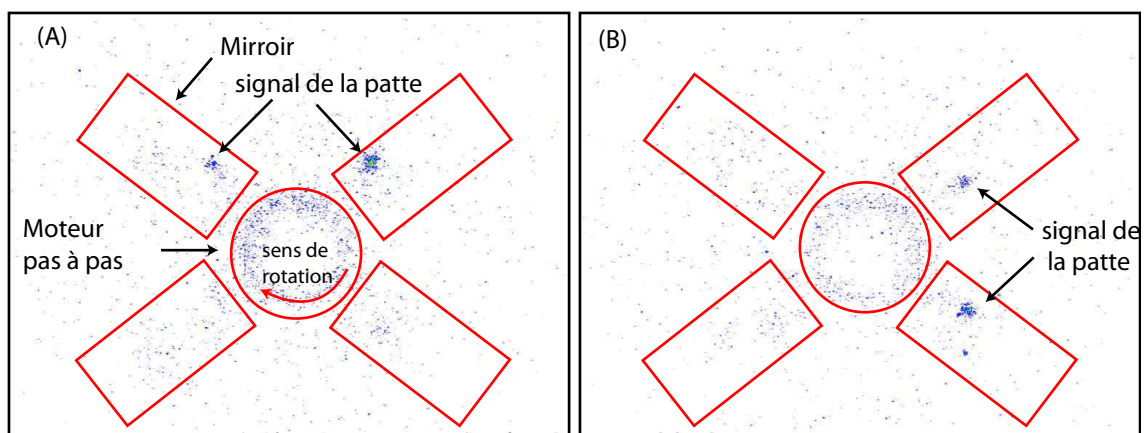 (A)
Mirroir
signal de la patte
Moteur
pas à pas
sens de
rotation
(B)
signal de
la patte